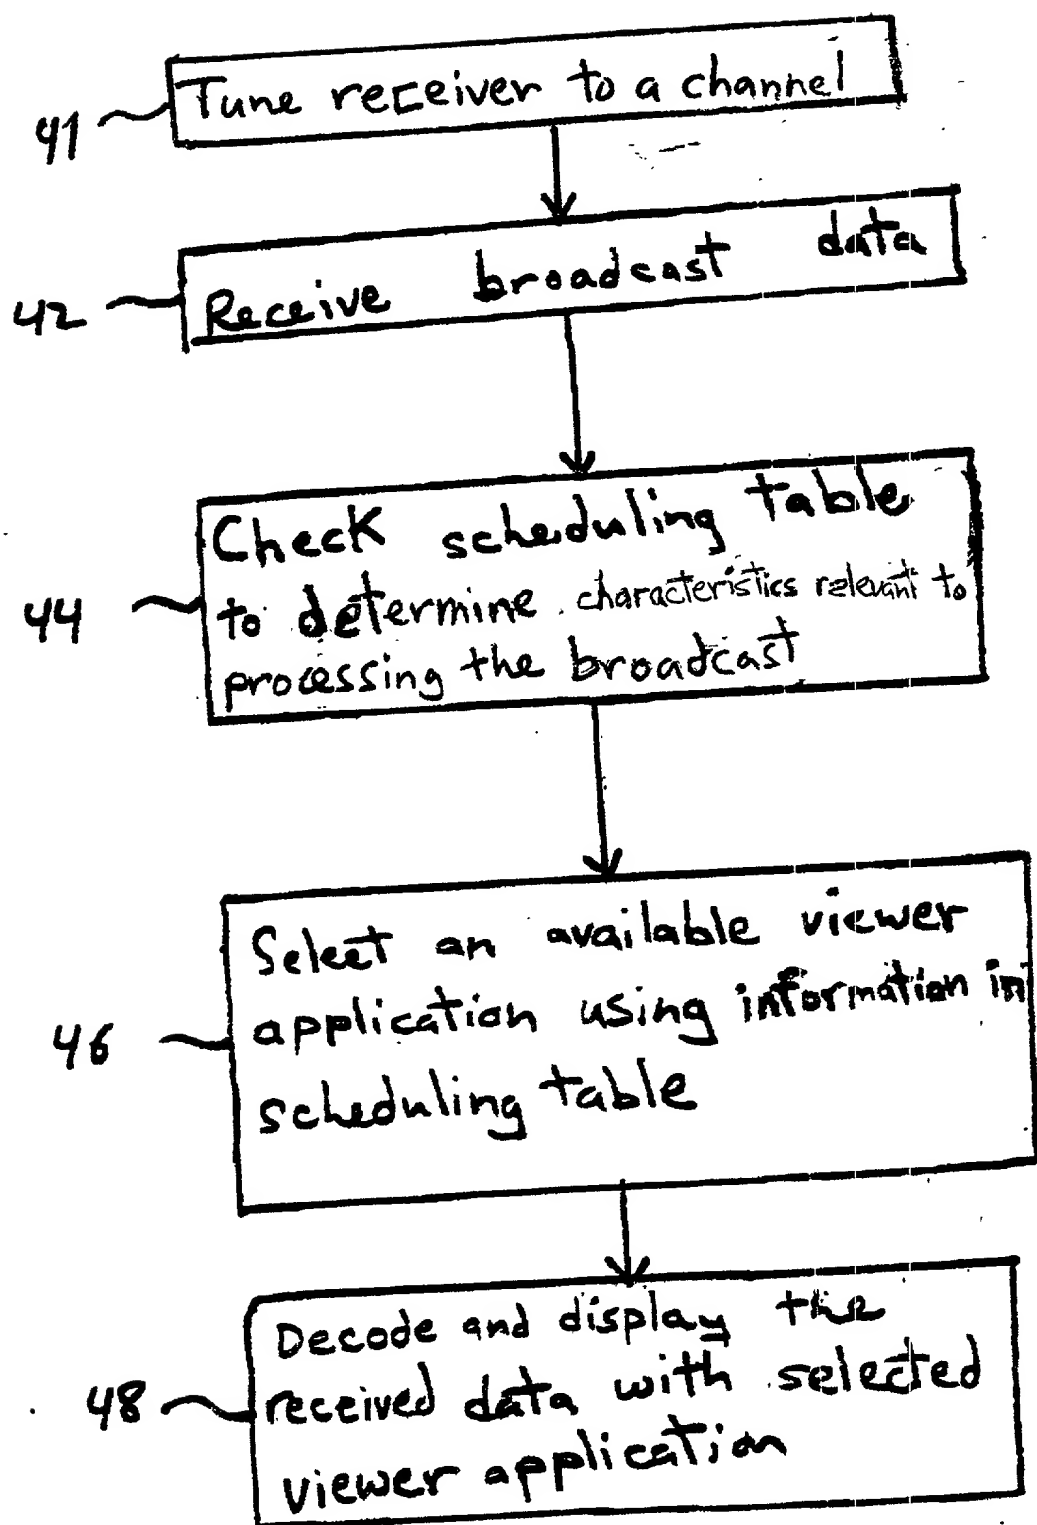 Tune receiver to a channel
41
Receive broadcast data
42
Check scheduling table
to determine characteristics relevant to
processing the broadcast
44
Select an available viewer
application using information in
scheduling table
46
Decode and display the
received data with selected
viewer application
48